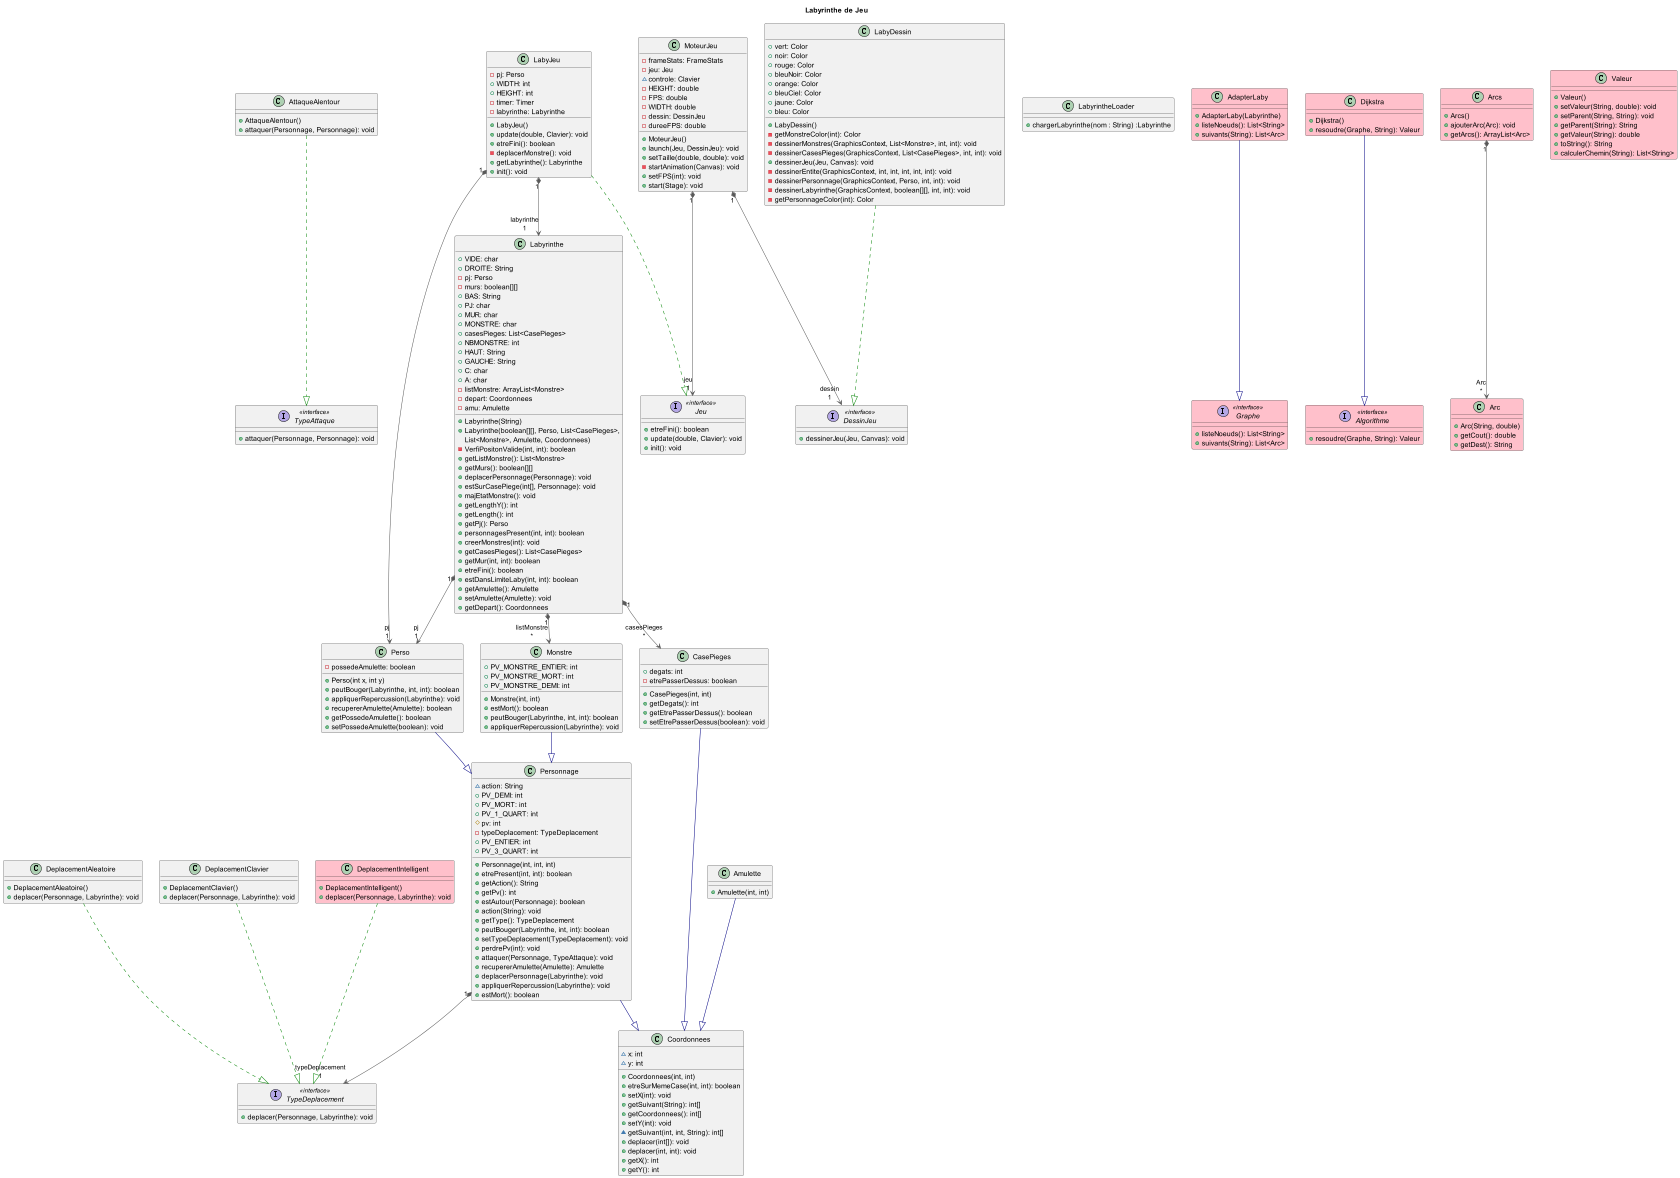 Labyrinthe de Jeu
LabyJeu
pj: Perso
WIDTH: int
HEIGHT: int
timer: Timer
labyrinthe: Labyrinthe
LabyJeu()
update(double, Clavier): void
etreFini(): boolean
deplacerMonstre(): void
getLabyrinthe(): Labyrinthe
init(): void
MoteurJeu
frameStats: FrameStats
jeu: Jeu
controle: Clavier
HEIGHT: double
FPS: double
WIDTH: double
dessin: DessinJeu
dureeFPS: double
MoteurJeu()
launch(Jeu, DessinJeu): void
setTaille(double, double): void
startAnimation(Canvas): void
setFPS(int): void
start(Stage): void
LabyDessin
vert: Color
noir: Color
rouge: Color
bleuNoir: Color
orange: Color
bleuCiel: Color
jaune: Color
bleu: Color
LabyDessin()
getMonstreColor(int): Color
dessinerMonstres(GraphicsContext, List<Monstre>, int, int): void
dessinerCasesPieges(GraphicsContext, List<CasePieges>, int, int): void
dessinerJeu(Jeu, Canvas): void
dessinerEntite(GraphicsContext, int, int, int, int, int): void
dessinerPersonnage(GraphicsContext, Perso, int, int): void
dessinerLabyrinthe(GraphicsContext, boolean[][], int, int): void
getPersonnageColor(int): Color
AttaqueAlentour
AttaqueAlentour()
attaquer(Personnage, Personnage): void
LabyrintheLoader
chargerLabyrinthe(nom : String) :Labyrinthe
AdapterLaby
AdapterLaby(Labyrinthe)
listeNoeuds(): List<String>
suivants(String): List<Arc>
Dijkstra
Dijkstra()
resoudre(Graphe, String): Valeur
Arcs
Arcs()
ajouterArc(Arc): void
getArcs(): ArrayList<Arc>
Valeur
Valeur()
setValeur(String, double): void
setParent(String, String): void
getParent(String): String
getValeur(String): double
toString(): String
calculerChemin(String): List<String>
1
1
1
1
1
labyrinthe
1
Labyrinthe
VIDE: char
DROITE: String
pj: Perso
murs: boolean[][]
BAS: String
PJ: char
MUR: char
MONSTRE: char
casesPieges: List<CasePieges>
NBMONSTRE: int
HAUT: String
GAUCHE: String
C: char
A: char
listMonstre: ArrayList<Monstre>
depart: Coordonnees
amu: Amulette
Labyrinthe(String)
Labyrinthe(boolean[][], Perso, List<CasePieges>,
List<Monstre>, Amulette, Coordonnees)
VerfiPositonValide(int, int): boolean
getListMonstre(): List<Monstre>
getMurs(): boolean[][]
deplacerPersonnage(Personnage): void
estSurCasePiege(int[], Personnage): void
majEtatMonstre(): void
getLengthY(): int
getLength(): int
getPj(): Perso
personnagesPresent(int, int): boolean
creerMonstres(int): void
getCasesPieges(): List<CasePieges>
getMur(int, int): boolean
etreFini(): boolean
estDansLimiteLaby(int, int): boolean
getAmulette(): Amulette
setAmulette(Amulette): void
getDepart(): Coordonnees
jeu
1
dessin
1
Arc
*
«interface»
TypeAttaque
attaquer(Personnage, Personnage): void
«interface»
Jeu
etreFini(): boolean
update(double, Clavier): void
init(): void
«interface»
DessinJeu
dessinerJeu(Jeu, Canvas): void
«interface»
Graphe
listeNoeuds(): List<String>
suivants(String): List<Arc>
«interface»
Algorithme
resoudre(Graphe, String): Valeur
Arc
Arc(String, double)
getCout(): double
getDest(): String
1
1
1
pj
1
pj
1
listMonstre
*
casesPieges
*
Perso
possedeAmulette: boolean
Perso(int x, int y)
peutBouger(Labyrinthe, int, int): boolean
appliquerRepercussion(Labyrinthe): void
recupererAmulette(Amulette): boolean
getPossedeAmulette(): boolean
setPossedeAmulette(boolean): void
Monstre
PV_MONSTRE_ENTIER: int
PV_MONSTRE_MORT: int
PV_MONSTRE_DEMI: int
Monstre(int, int)
estMort(): boolean
peutBouger(Labyrinthe, int, int): boolean
appliquerRepercussion(Labyrinthe): void
CasePieges
degats: int
etrePasserDessus: boolean
CasePieges(int, int)
getDegats(): int
getEtrePasserDessus(): boolean
setEtrePasserDessus(boolean): void
Personnage
action: String
PV_DEMI: int
PV_MORT: int
PV_1_QUART: int
pv: int
typeDeplacement: TypeDeplacement
PV_ENTIER: int
PV_3_QUART: int
Personnage(int, int, int)
etrePresent(int, int): boolean
getAction(): String
getPv(): int
estAutour(Personnage): boolean
action(String): void
getType(): TypeDeplacement
peutBouger(Labyrinthe, int, int): boolean
setTypeDeplacement(TypeDeplacement): void
perdrePv(int): void
attaquer(Personnage, TypeAttaque): void
recupererAmulette(Amulette): Amulette
deplacerPersonnage(Labyrinthe): void
appliquerRepercussion(Labyrinthe): void
estMort(): boolean
DeplacementAleatoire
DeplacementAleatoire()
deplacer(Personnage, Labyrinthe): void
DeplacementClavier
DeplacementClavier()
deplacer(Personnage, Labyrinthe): void
DeplacementIntelligent
DeplacementIntelligent()
deplacer(Personnage, Labyrinthe): void
Amulette
Amulette(int, int)
1
typeDeplacement
1
«interface»
TypeDeplacement
deplacer(Personnage, Labyrinthe): void
Coordonnees
x: int
y: int
Coordonnees(int, int)
etreSurMemeCase(int, int): boolean
setX(int): void
getSuivant(String): int[]
getCoordonnees(): int[]
setY(int): void
getSuivant(int, int, String): int[]
deplacer(int[]): void
deplacer(int, int): void
getX(): int
getY(): int